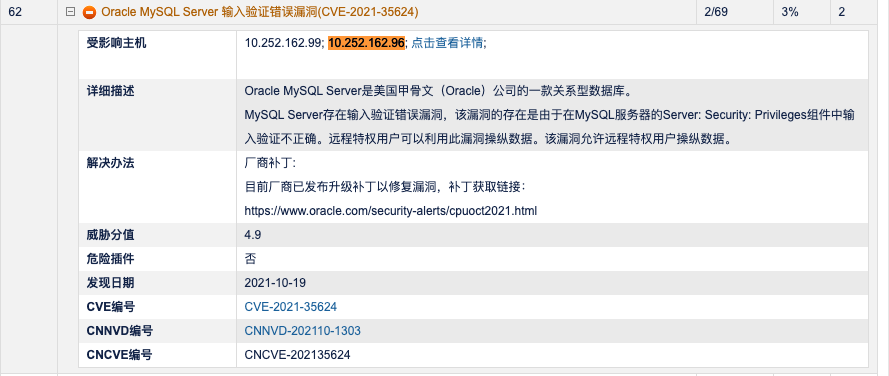 62 Oracle MySQL Server 输入验证错误漏洞(CVE-2021-35624) 2/69 3% 2
受影响主机 10.252.162.99; 10.252.162.96; 点击查看详情;
详细描述 Oracle MySQL Server是美国甲骨文（Oracle）公司的一款关系型数据库。
MySQL Server存在输入验证错误漏洞，该漏洞的存在是由于在MySQL服务器的Server: Security: Privileges组件中输
入验证不正确。远程特权用户可以利用此漏洞操纵数据。该漏洞允许远程特权用户操纵数据。
解决办法 厂商补丁:
目前厂商已发布升级补丁以修复漏洞，补丁获取链接：
https://www.oracle.com/security-alerts/cpuoct2021.html
威胁分值 4.9
危险插件 否
发现日期 2021-10-19
CVE编号 CVE-2021-35624
CNNVD编号 CNNVD-202110-1303
CNCVE编号 CNCVE-202135624